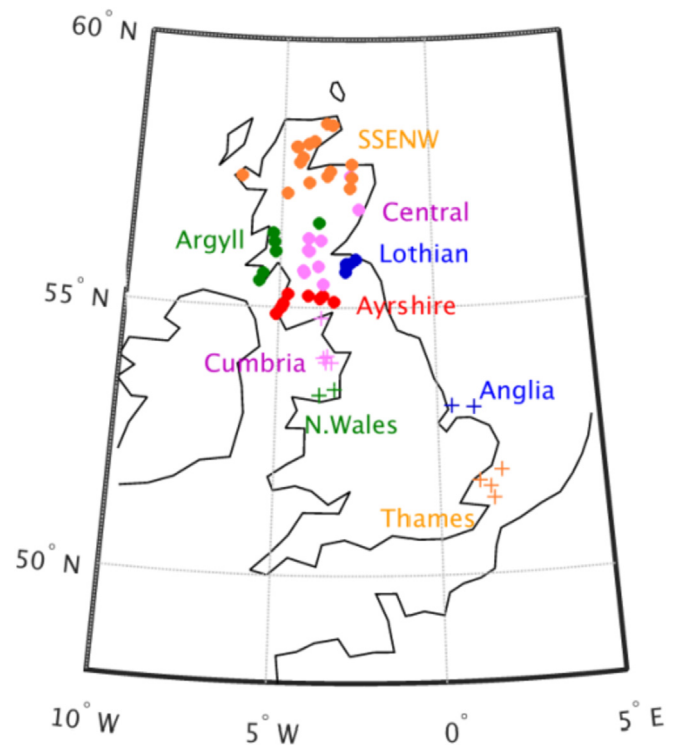 60° N
SSENW
Central
Argyll
Lothian
55° N
Ayrshire
Cumbria
Anglia
N.Wales
Thames
50° N
10° W
5° W
0°
5° E